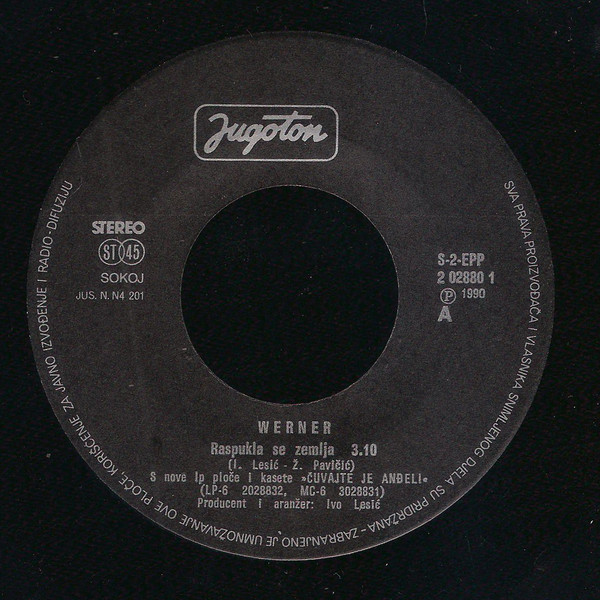 Jugoton
STEREO
ST 45
SOKOJ
JUS. N. N4 201
S-2-EPP
2 02880 1
Ⓟ 1990
A
WERNER
Raspukla se zemlja 3.10
(I. Lesić - Ž. Pavičić)
S nove lp ploče i kasete »ČUVAJTE JE ANĐELI«
(LP-6 2028832, MC-6 3028831)
Producent i aranžer: Ivo Lesić
SVA PRAVA PROIZVOĐAČA I VLASNIKA SNIMLJENOG DJELA SU PRIDRŽANA - ZABRANJENO JE UMNOŽAVANJE OVE PLOČE, KORIŠĆENJE ZA JAVNO IZVOĐENJE I RADIO-DIFUZIJU